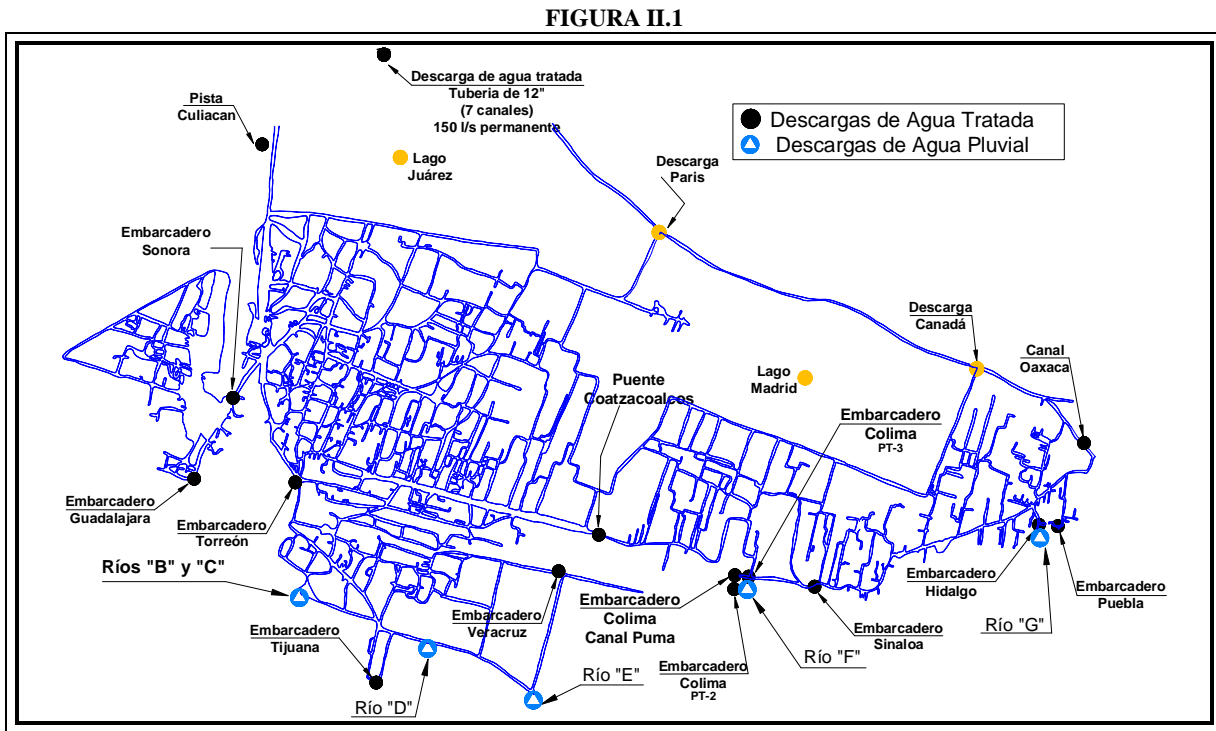 FIGURA II.1
Descarga de agua tratada
Tuberia de 12"
(7 canales)
150 l/s permanente
Pista
Culiacan
Descargas de Agua Tratada
Descargas de Agua Pluvial
Lago
Juárez
Descarga
Paris
Embarcadero
Sonora
Descarga
Canadá
Canal
Oaxaca
Lago
Madrid
Puente
Coatzacoalcos
Embarcadero
Colima
PT-3
Embarcadero
Guadalajara
Embarcadero
Torreón
Ríos "B" y "C"
Embarcadero
Tijuana
Embarcadero
Veracruz
Embarcadero
Colima
Canal Puma
Embarcadero
Hidalgo
Embarcadero
Puebla
Río "G"
Embarcadero
Sinaloa
Río "F"
Embarcadero
Colima
PT-2
Río "E"
Río "D"